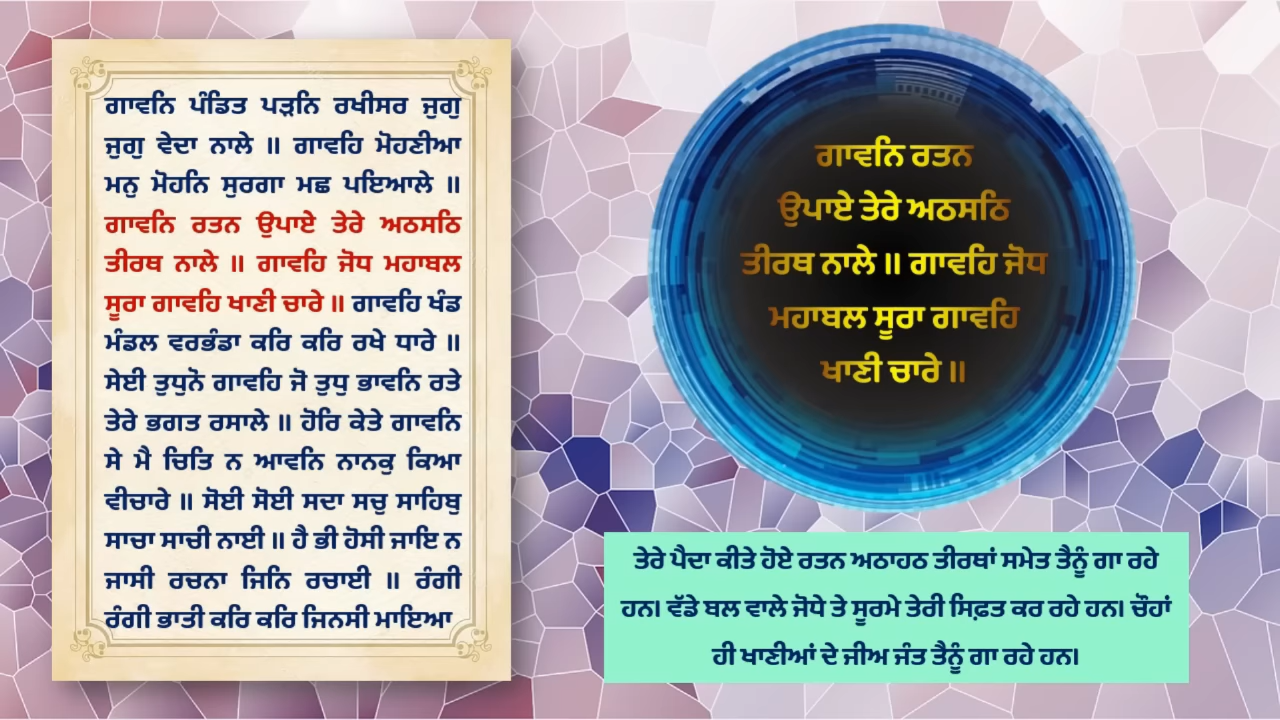 ਗਾਵਨਿ ਪੰਡਿਤ ਪੜਨਿ ਰਖੀਸਰ ਜੁਗੁ
ਜੁਗੁ ਵੇਦਾ ਨਾਲੇ ॥ ਗਾਵਹਿ ਮੋਹਣੀਆ
ਮਨੁ ਮੋਹਨਿ ਸੁਰਗਾ ਮਛ ਪਇਆਲੇ ॥
ਗਾਵਨਿ ਰਤਨ ਉਪਾਏ ਤੇਰੇ ਅਠਸਠਿ
ਤੀਰਥ ਨਾਲੇ ॥ ਗਾਵਹਿ ਜੋਧ ਮਹਾਬਲ
ਸੂਰਾ ਗਾਵਹਿ ਖਾਣੀ ਚਾਰੇ ॥ ਗਾਵਹਿ ਖੰਡ
ਮੰਡਲ ਵਰਭੰਡਾ ਕਰਿ ਕਰਿ ਰਖੇ ਧਾਰੇ ॥
ਸੇਈ ਤੁਧੁਨੋ ਗਾਵਹਿ ਜੋ ਤੁਧੁ ਭਾਵਨਿ ਰਤੇ
ਤੇਰੇ ਭਗਤ ਰਸਾਲੇ ॥ ਹੋਰਿ ਕੇਤੇ ਗਾਵਨਿ
ਸੇ ਮੈ ਚਿਤਿ ਨ ਆਵਨਿ ਨਾਨਕੁ ਕਿਆ
ਵੀਚਾਰੇ ॥ ਸੋਈ ਸੋਈ ਸਦਾ ਸਚੁ ਸਾਹਿਬੁ
ਸਾਚਾ ਸਾਚੀ ਨਾਈ ॥ ਹੈ ਭੀ ਹੋਸੀ ਜਾਇ ਨ
ਜਾਸੀ ਰਚਨਾ ਜਿਨਿ ਰਚਾਈ ॥ ਰੰਗੀ
ਰੰਗੀ ਭਾਤੀ ਕਰਿ ਕਰਿ ਜਿਨਸੀ ਮਾਇਆ
ਗਾਵਨਿ ਰਤਨ
ਉਪਾਏ ਤੇਰੇ ਅਠਸਠਿ
ਤੀਰਥ ਨਾਲੇ ॥ ਗਾਵਹਿ ਜੋਧ
ਮਹਾਬਲ ਸੂਰਾ ਗਾਵਹਿ
ਖਾਣੀ ਚਾਰੇ ॥
ਤੇਰੇ ਪੈਦਾ ਕੀਤੇ ਹੋਏ ਰਤਨ ਅਠਾਹਠ ਤੀਰਥਾਂ ਸਮੇਤ ਤੈਨੂੰ ਗਾ ਰਹੇ
ਹਨ। ਵੱਡੇ ਬਲ ਵਾਲੇ ਜੋਧੇ ਤੇ ਸੂਰਮੇ ਤੇਰੀ ਸਿਫ਼ਤ ਕਰ ਰਹੇ ਹਨ। ਚੌਹਾਂ
ਹੀ ਖਾਣੀਆਂ ਦੇ ਜੀਅ ਜੰਤ ਤੈਨੂੰ ਗਾ ਰਹੇ ਹਨ।